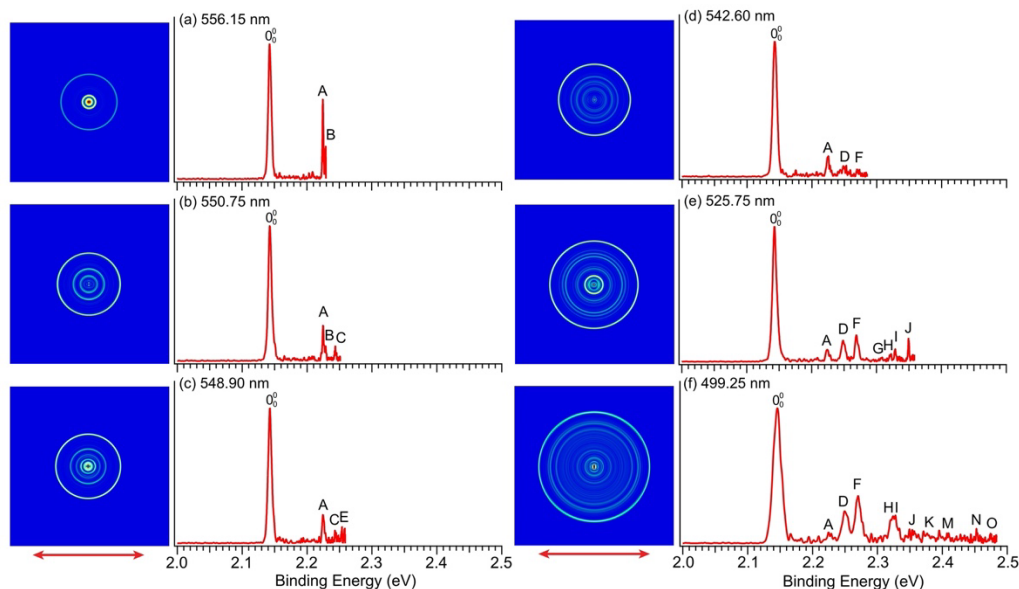 (a) 556.15 nm
0⁰₀
A
B
(b) 550.75 nm
0⁰₀
A
B
C
(c) 548.90 nm
0⁰₀
A
C
E
2.0 2.1 2.2 2.3 2.4 2.5
Binding Energy (eV)
(d) 542.60 nm
0⁰₀
A
D
F
(e) 525.75 nm
0⁰₀
A
D
F
G
H
I
J
(f) 499.25 nm
0⁰₀
A
D
F
HI
J
K
M
N
O
2.0 2.1 2.2 2.3 2.4 2.5
Binding Energy (eV)